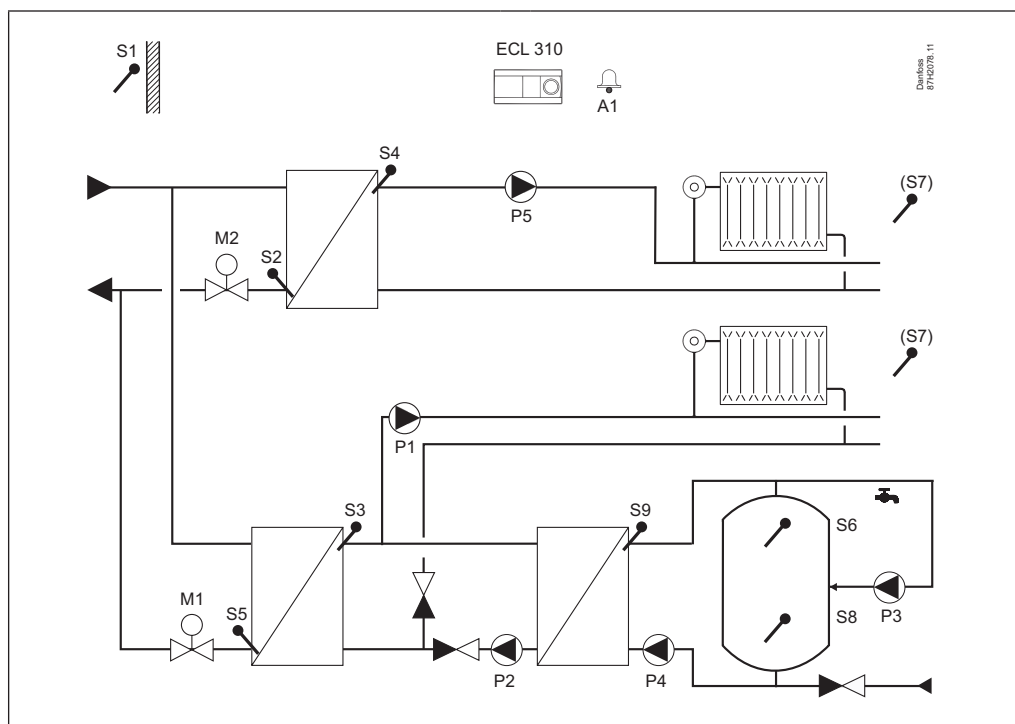 S1
ECL 310
A1
Danfoss
87H2078.11
S4
P5
(S7)
M2
S2
(S7)
P1
S3
S9
S6
M1
S5
S8
P3
P2
P4